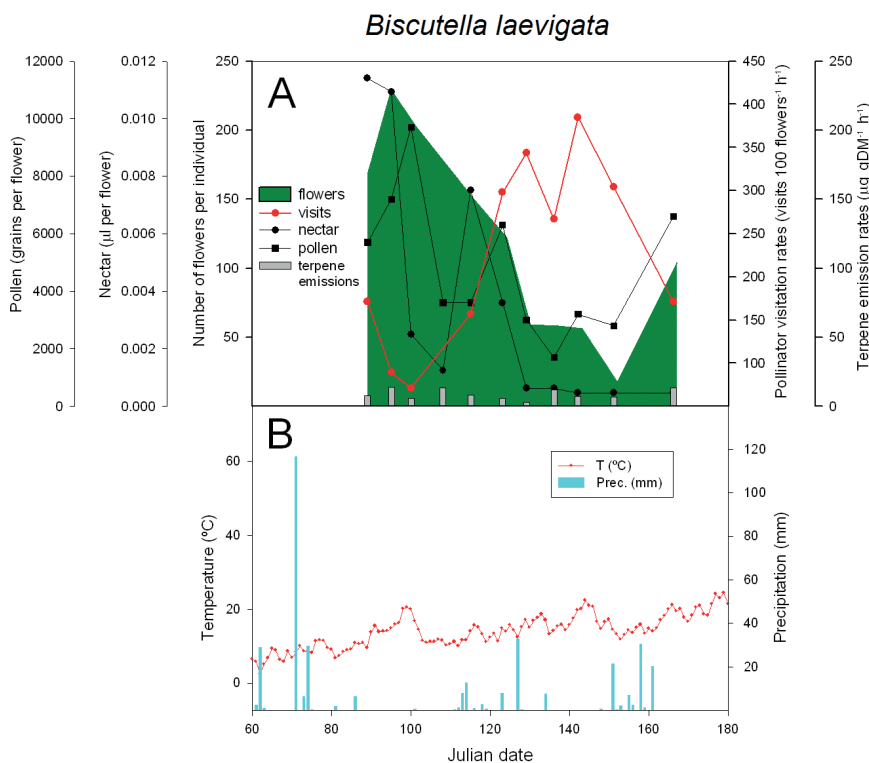 Biscutella laevigata
A
Pollen (grains per flower)
12000
10000
8000
6000
4000
2000
0
Nectar (µl per flower)
0.012
0.010
0.008
0.006
0.004
0.002
0.000
Number of flowers per individual
250
200
150
100
50
flowers
visits
nectar
pollen
terpene
emissions
Pollinator visitation rates (visits 100 flowers⁻¹ h⁻¹)
450
400
350
300
250
200
150
100
Terpene emission rates (µg gDM⁻¹ h⁻¹)
250
200
150
100
50
0
B
Temperature (ºC)
60
40
20
0
T (ºC)
Prec. (mm)
Precipitation (mm)
120
100
80
60
40
20
60 80 100 120 140 160 180
Julian date